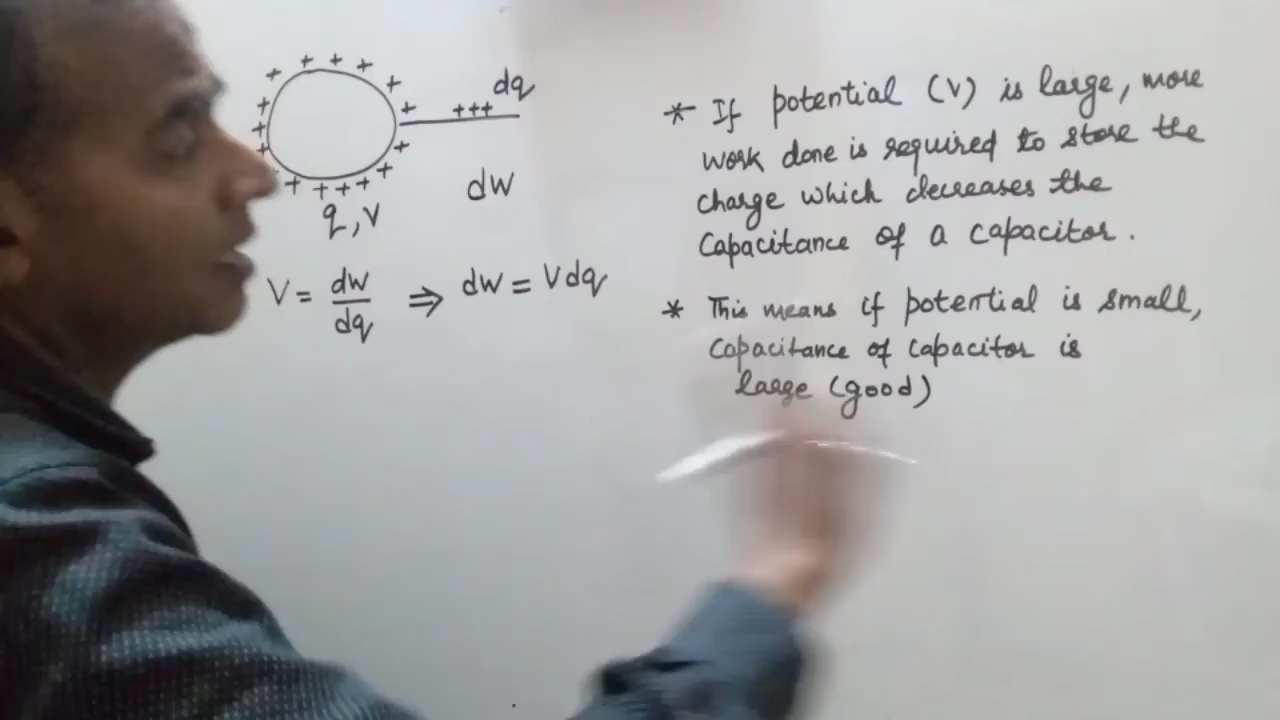 + + + + + + + + + + + + + + + + +
+++ dq
dw
q, v
V = dw/dq ⇒ dw = Vdq
* If potential (V) is large, more
work done is required to store the
charge which decreases the
capacitance of a capacitor.
* This means if potential is small,
capacitance of capacitor is
large (good)